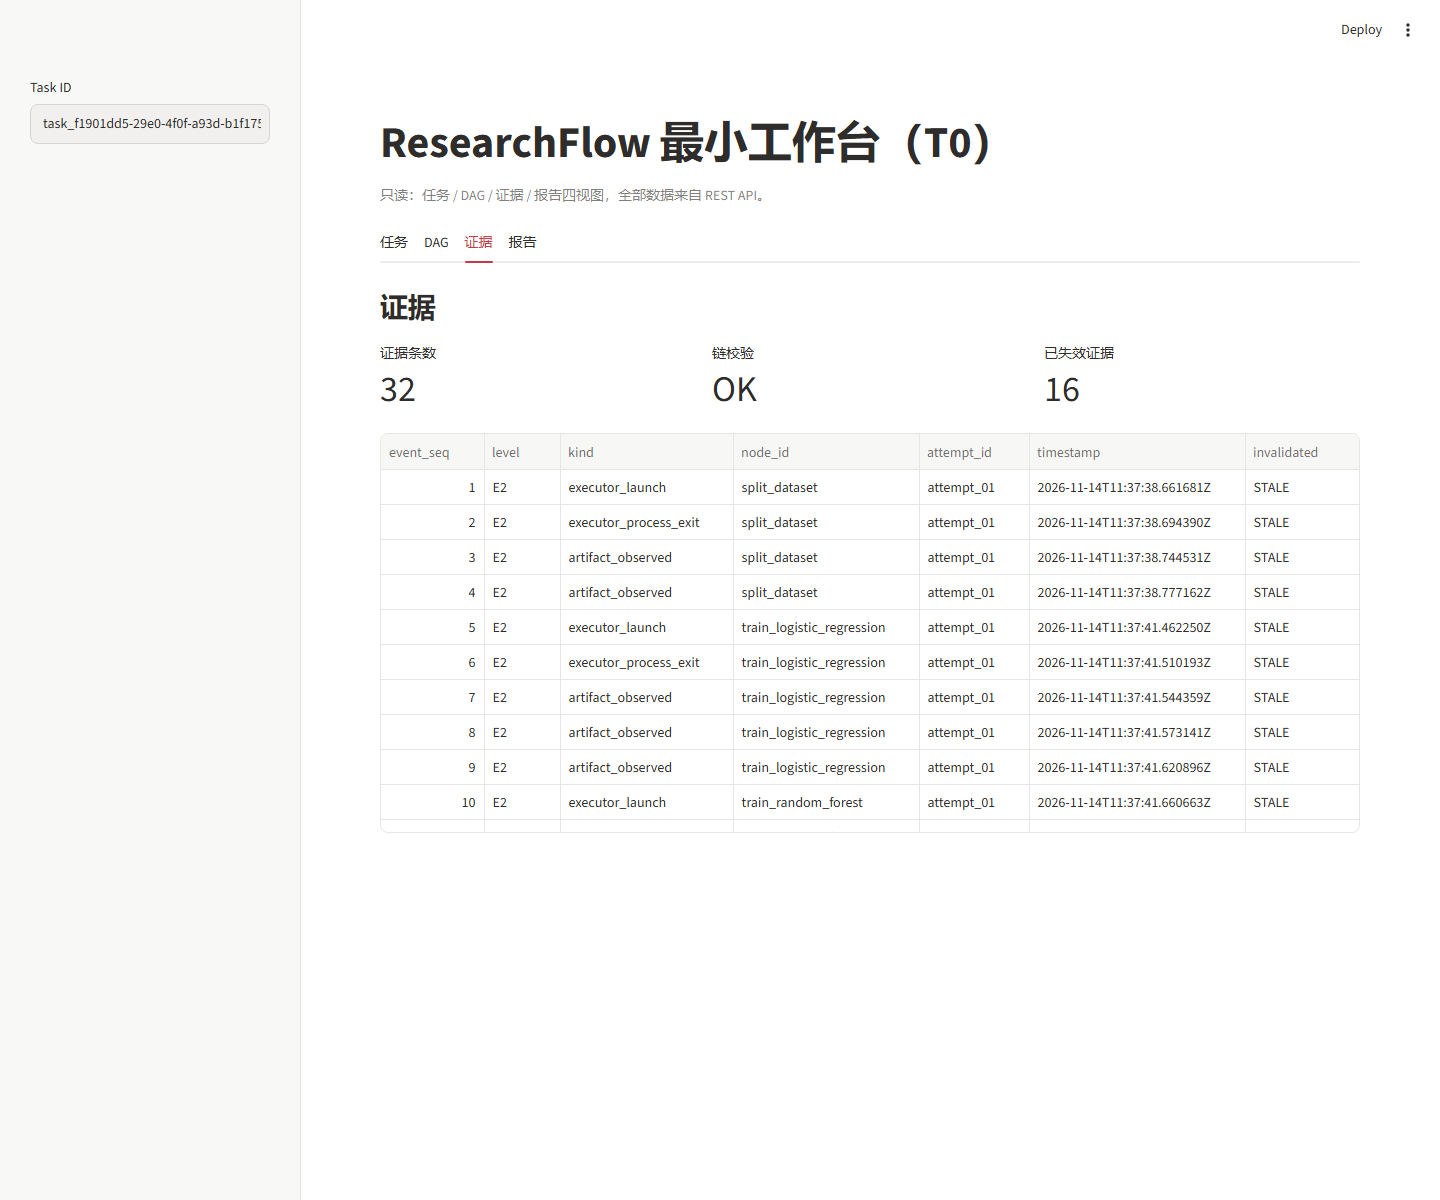 Deploy
Task ID
task_f1901dd5-29e0-4f0f-a93d-b1f175
ResearchFlow 最小工作台（T0）
只读：任务 / DAG / 证据 / 报告四视图，全部数据来自 REST API。
任务 DAG 证据 报告
证据
证据条数 链校验 已失效证据
32 OK 16
event_seq level kind node_id attempt_id timestamp invalidated
1 E2 executor_launch split_dataset attempt_01 2026-11-14T11:37:38.661681Z STALE
2 E2 executor_process_exit split_dataset attempt_01 2026-11-14T11:37:38.694390Z STALE
3 E2 artifact_observed split_dataset attempt_01 2026-11-14T11:37:38.744531Z STALE
4 E2 artifact_observed split_dataset attempt_01 2026-11-14T11:37:38.777162Z STALE
5 E2 executor_launch train_logistic_regression attempt_01 2026-11-14T11:37:41.462250Z STALE
6 E2 executor_process_exit train_logistic_regression attempt_01 2026-11-14T11:37:41.510193Z STALE
7 E2 artifact_observed train_logistic_regression attempt_01 2026-11-14T11:37:41.544359Z STALE
8 E2 artifact_observed train_logistic_regression attempt_01 2026-11-14T11:37:41.573141Z STALE
9 E2 artifact_observed train_logistic_regression attempt_01 2026-11-14T11:37:41.620896Z STALE
10 E2 executor_launch train_random_forest attempt_01 2026-11-14T11:37:41.660663Z STALE